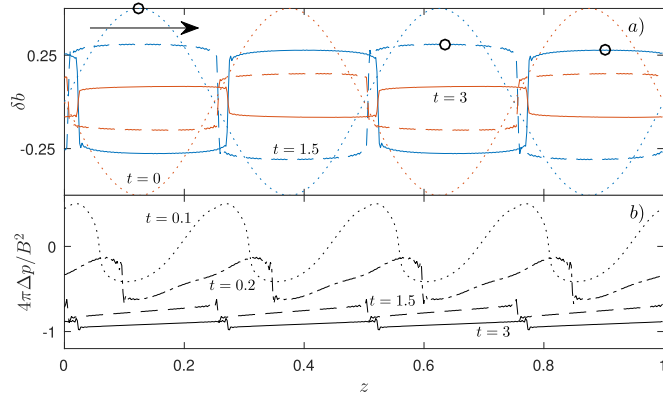 a)
0.25
δb
-0.25
t = 3
t = 1.5
t = 0
b)
t = 0.1
0
4πΔp/B²
t = 0.2
t = 1.5
-1
t = 3
0 0.2 0.4 0.6 0.8 1
z